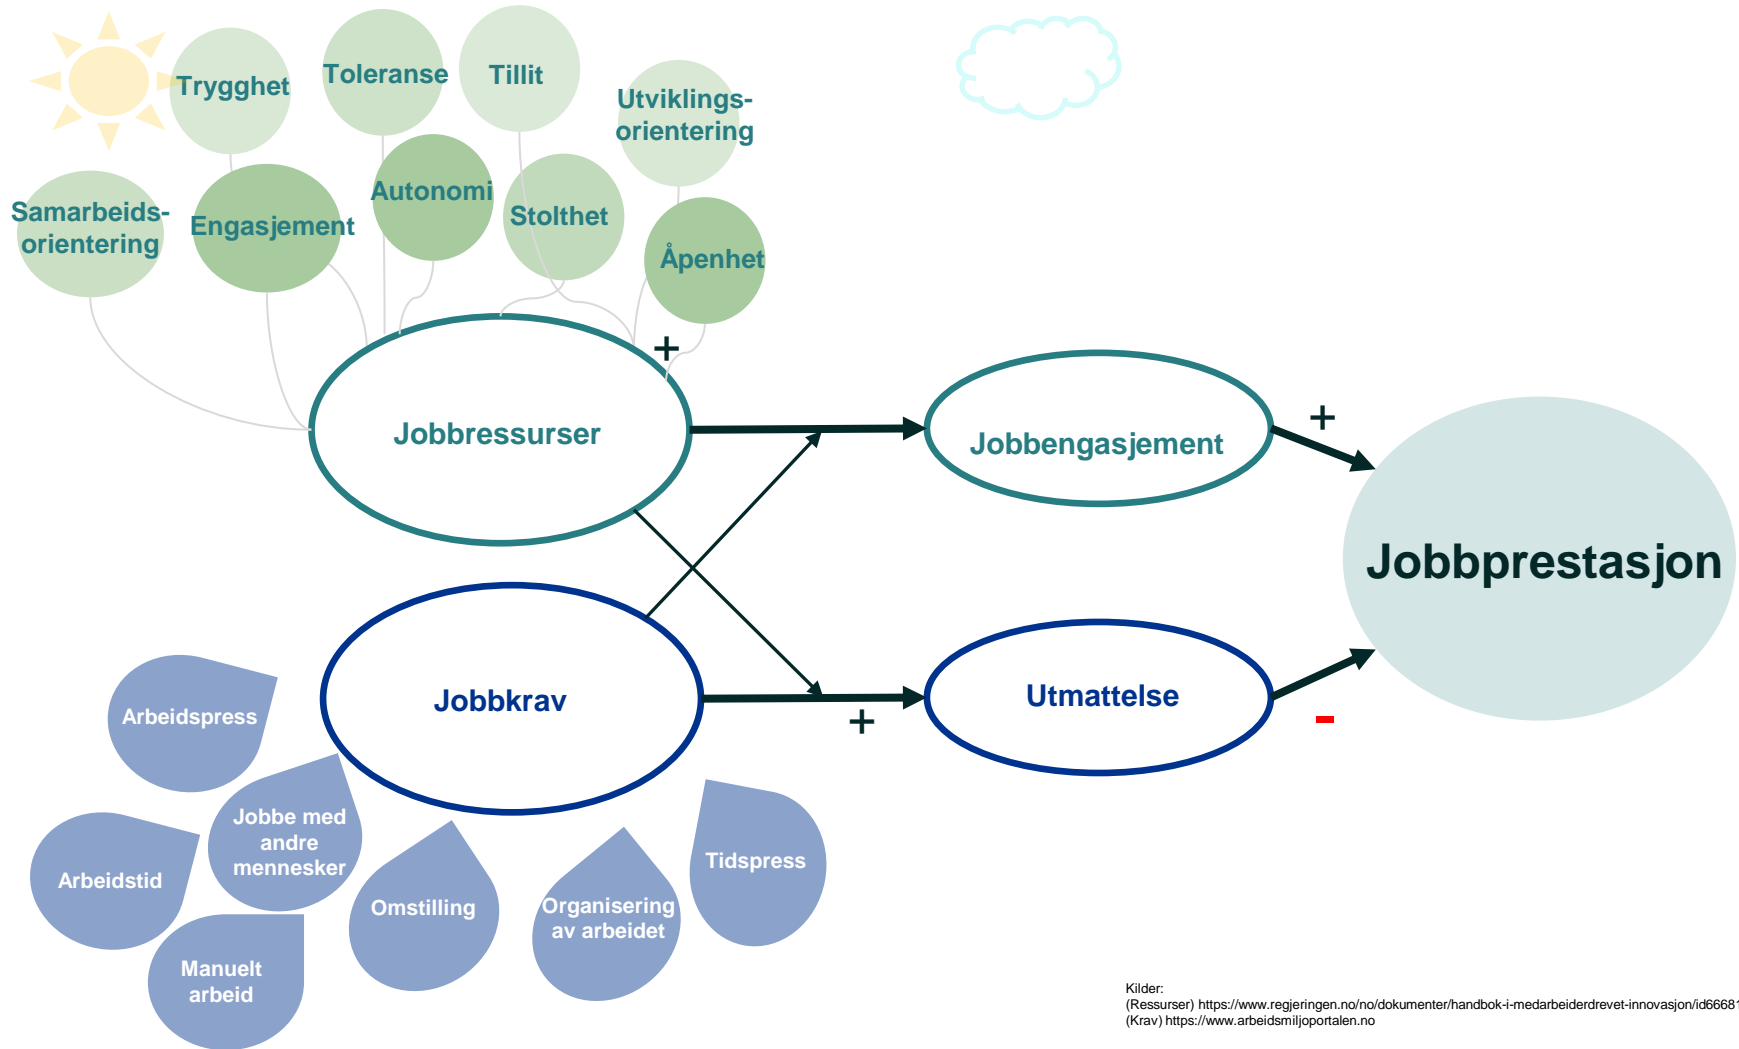 Trygghet
Toleranse
Tillit
Utviklings-
orientering
Samarbeids-
orientering
Engasjement
Autonomi
Stolthet
Åpenhet
+
Jobbressurser
Jobbengasjement
+
Jobbprestasjon
Jobbkrav
+
Utmattelse
-
Arbeidspress
Jobbe med
andre
mennesker
Arbeidstid
Manuelt
arbeid
Omstilling
Organisering
av arbeidet
Tidspress
Kilder:
(Ressurser) https://www.regjeringen.no/no/dokumenter/handbok-i-medarbeiderdrevet-innovasjon/id66681
(Krav) https://www.arbeidsmiljoportalen.no